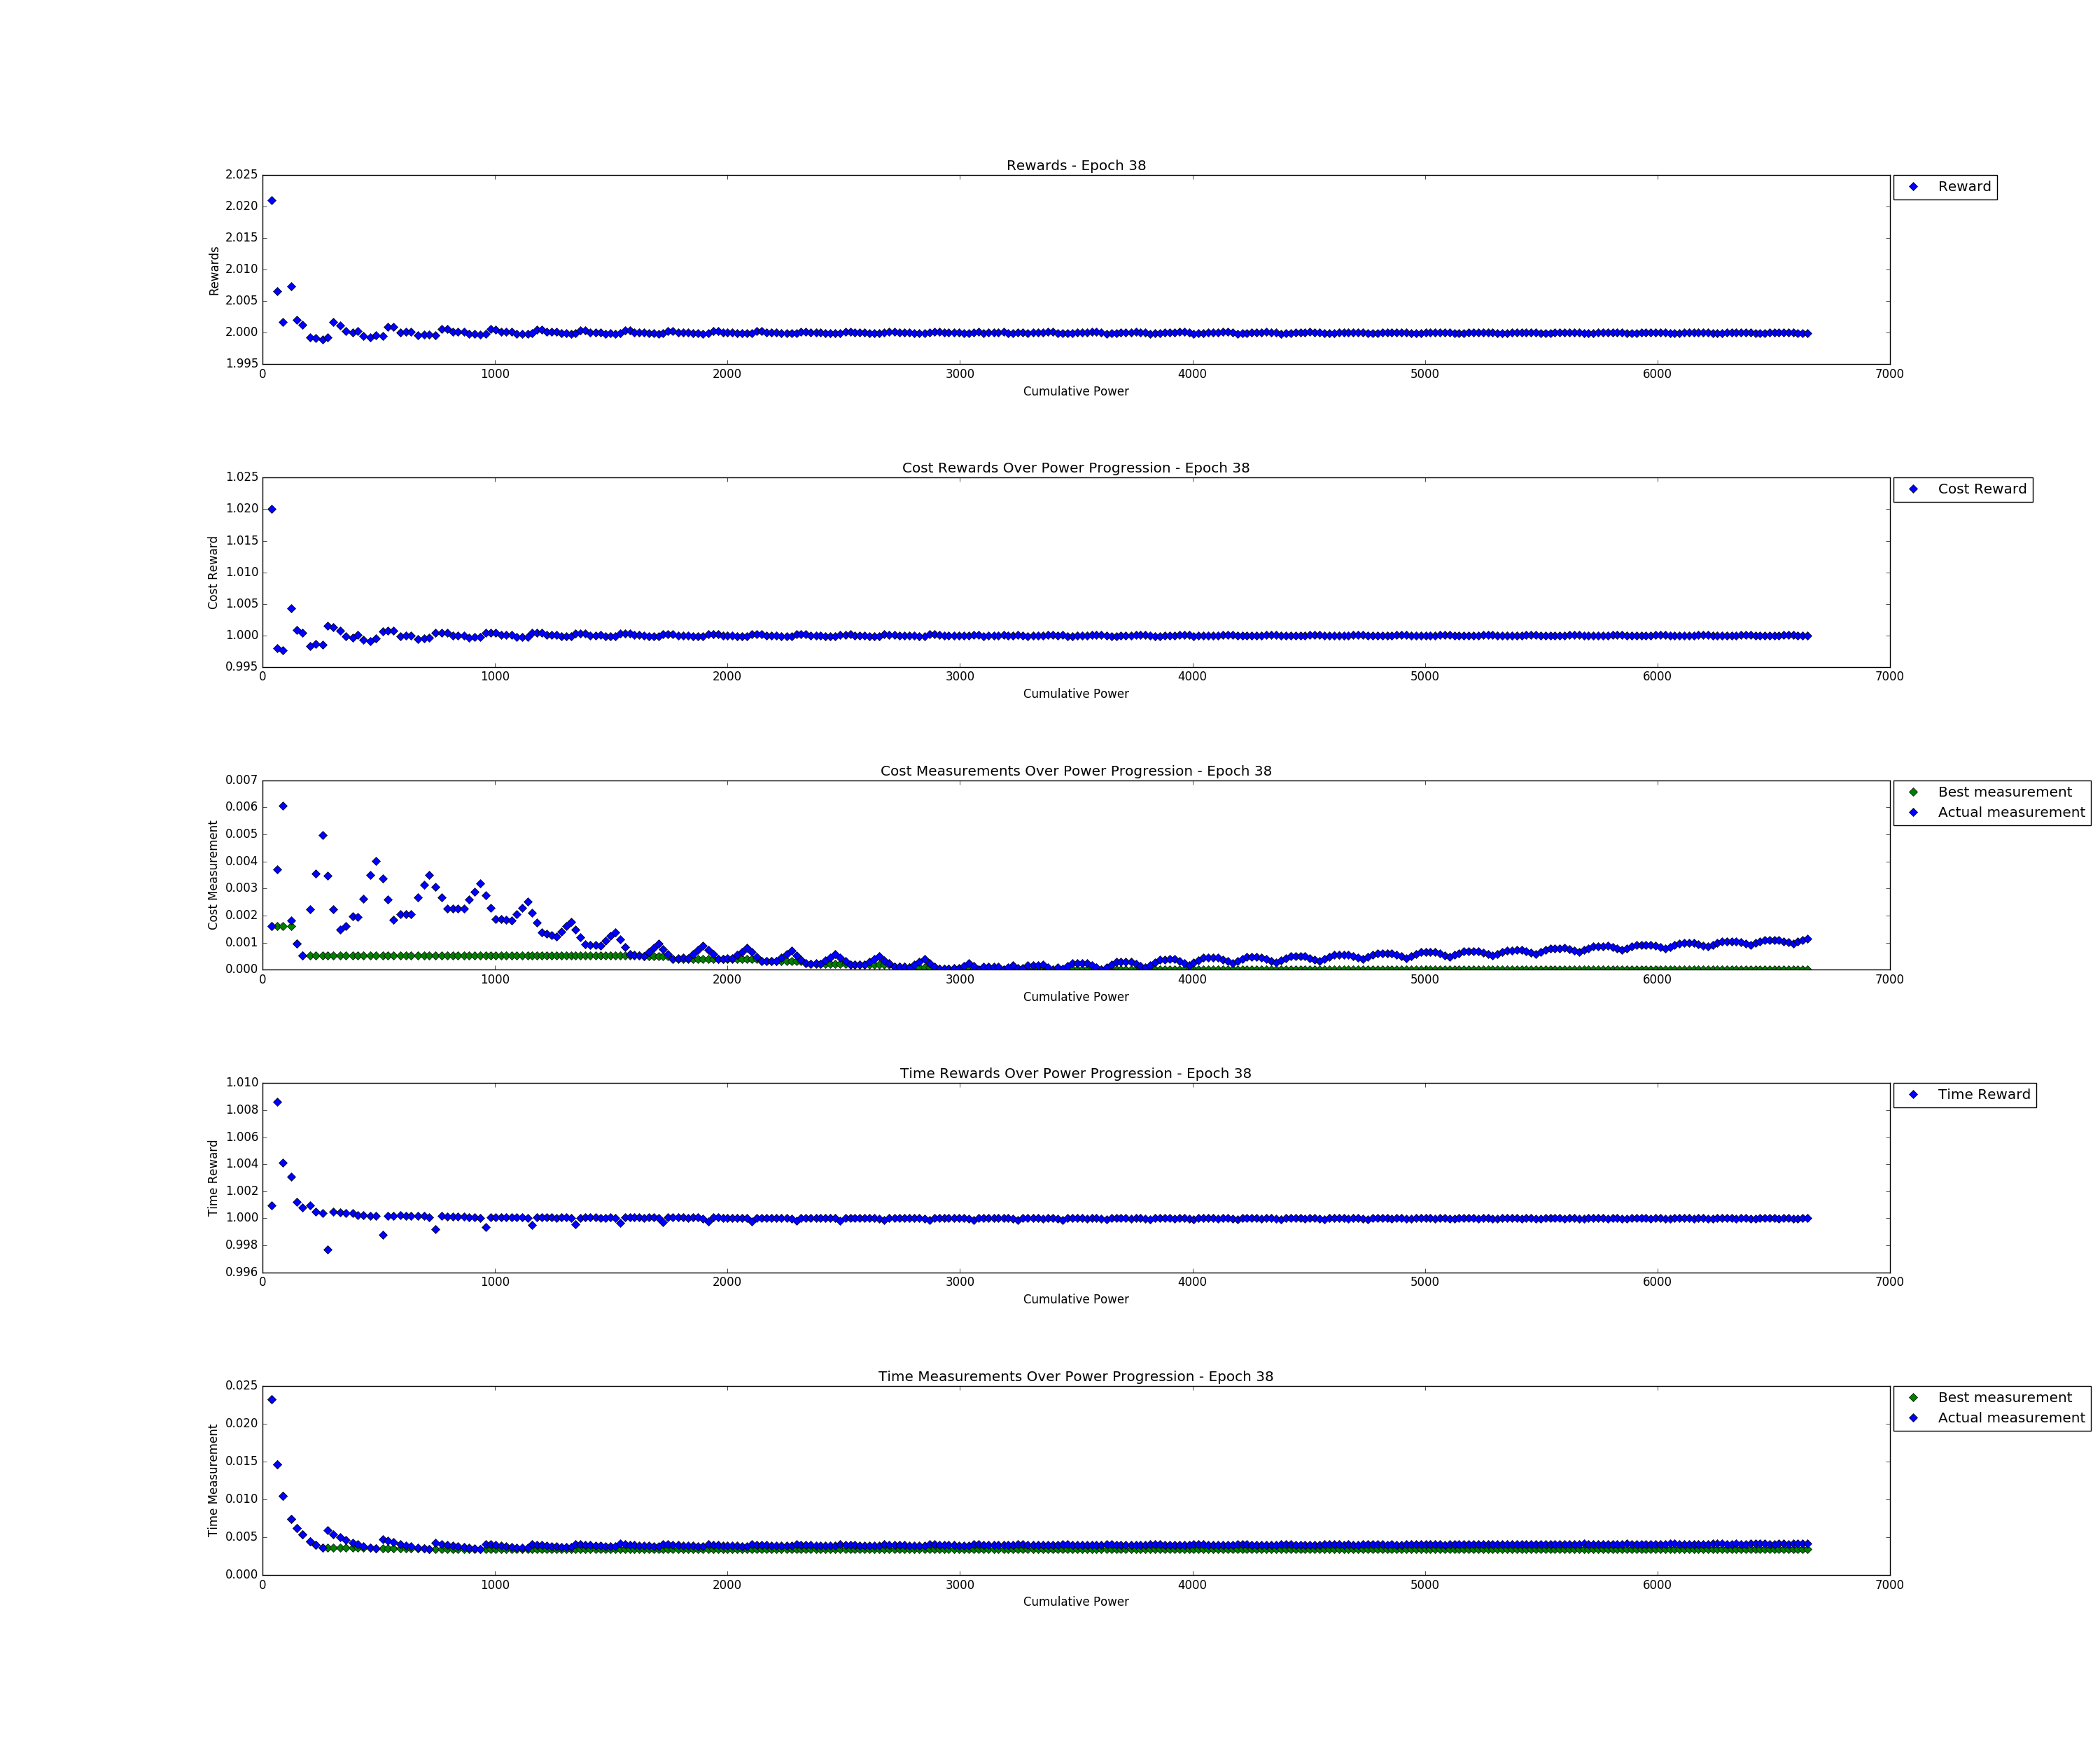 Rewards - Epoch 38
2.025
2.020
2.015
2.010
2.005
2.000
1.995
Rewards
0 1000 2000 3000 4000 5000 6000 7000
Cumulative Power
Reward
Cost Rewards Over Power Progression - Epoch 38
1.025
1.020
1.015
1.010
1.005
1.000
0.995
Cost Reward
0 1000 2000 3000 4000 5000 6000 7000
Cumulative Power
Cost Reward
Cost Measurements Over Power Progression - Epoch 38
0.007
0.006
0.005
0.004
0.003
0.002
0.001
0.000
Cost Measurement
0 1000 2000 3000 4000 5000 6000 7000
Cumulative Power
Best measurement
Actual measurement
Time Rewards Over Power Progression - Epoch 38
1.010
1.008
1.006
1.004
1.002
1.000
0.998
0.996
Time Reward
0 1000 2000 3000 4000 5000 6000 7000
Cumulative Power
Time Reward
Time Measurements Over Power Progression - Epoch 38
0.025
0.020
0.015
0.010
0.005
0.000
Time Measurement
0 1000 2000 3000 4000 5000 6000 7000
Cumulative Power
Best measurement
Actual measurement